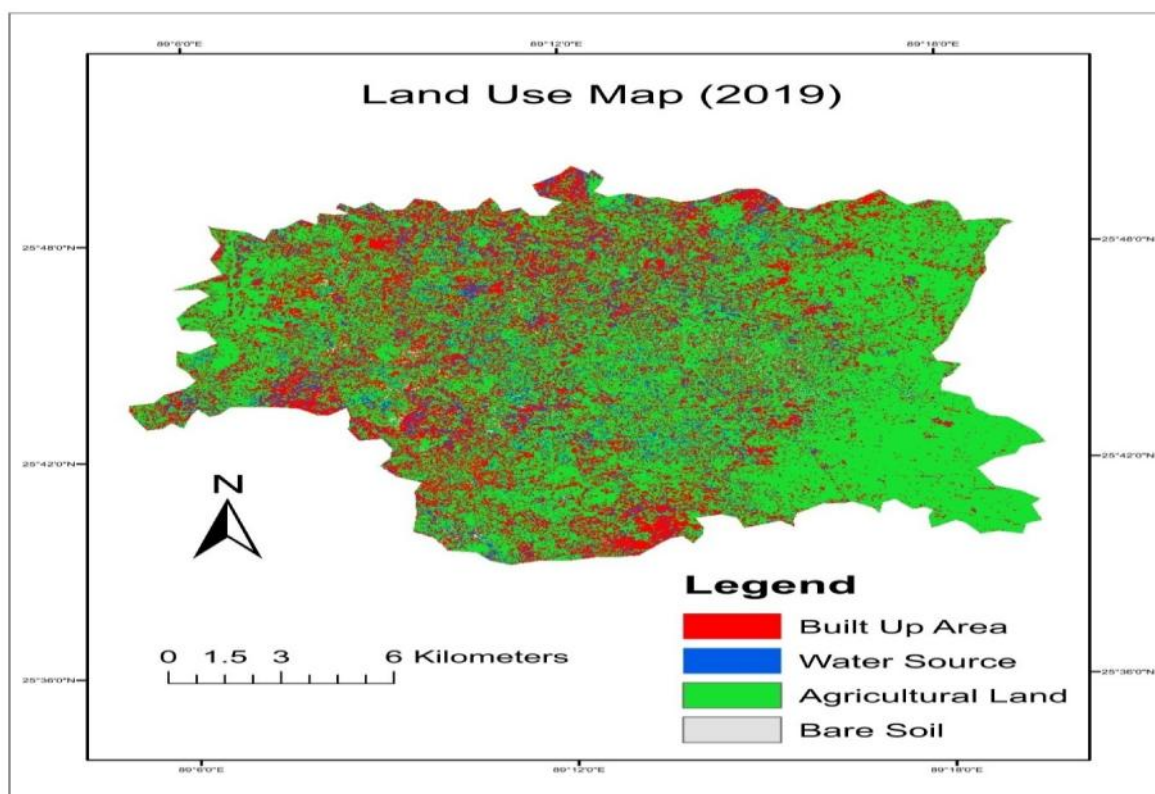 89°6'0"E 89°12'0"E 89°18'0"E
Land Use Map (2019)
25°48'0"N 25°48'0"N
25°42'0"N 25°42'0"N
N
Legend
Built Up Area
0 1.5 3 6 Kilometers
Water Source
25°36'0"N 25°36'0"N
Agricultural Land
Bare Soil
89°6'0"E 89°12'0"E 89°18'0"E